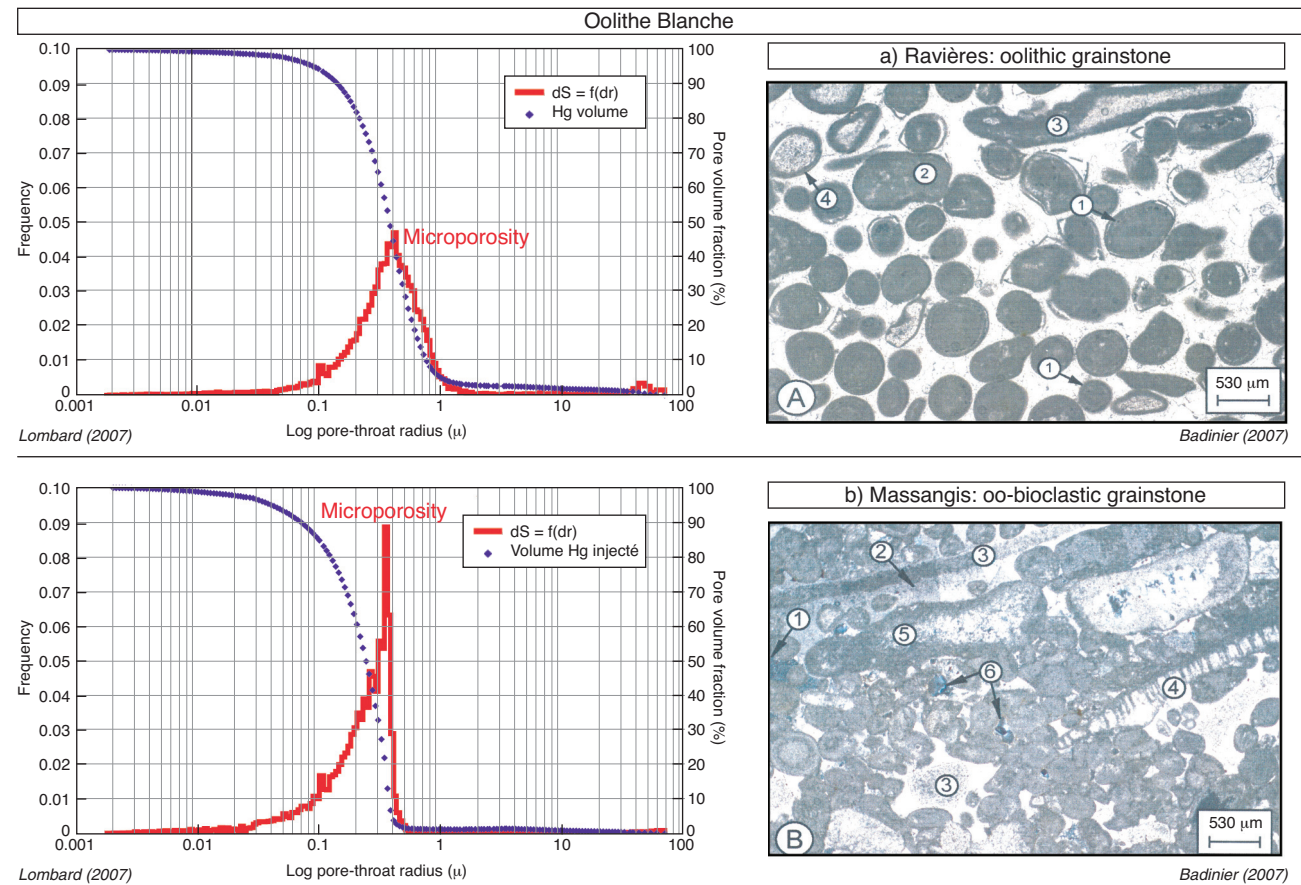 Oolithe Blanche
0.10
0.09
0.08
0.07
0.06
0.05
0.04
0.03
0.02
0.01
0
Frequency
100
90
80
70
60
50
40
30
20
10
0
Pore volume fraction (%)
dS = f(dr)
Hg volume
Microporosity
0.001 0.01 0.1 1 10 100
Log pore-throat radius (μ)
Lombard (2007)
a) Ravières: oolithic grainstone
3
2
4
1
1
A
530 μm
Badinier (2007)
0.10
0.09
0.08
0.07
0.06
0.05
0.04
0.03
0.02
0.01
0
Frequency
100
90
80
70
60
50
40
30
20
10
0
Pore volume fraction (%)
Microporosity
dS = f(dr)
Volume Hg injecté
0.001 0.01 0.1 1 10 100
Log pore-throat radius (μ)
Lombard (2007)
b) Massangis: oo-bioclastic grainstone
2
3
1
5
6
4
3
B
530 μm
Badinier (2007)